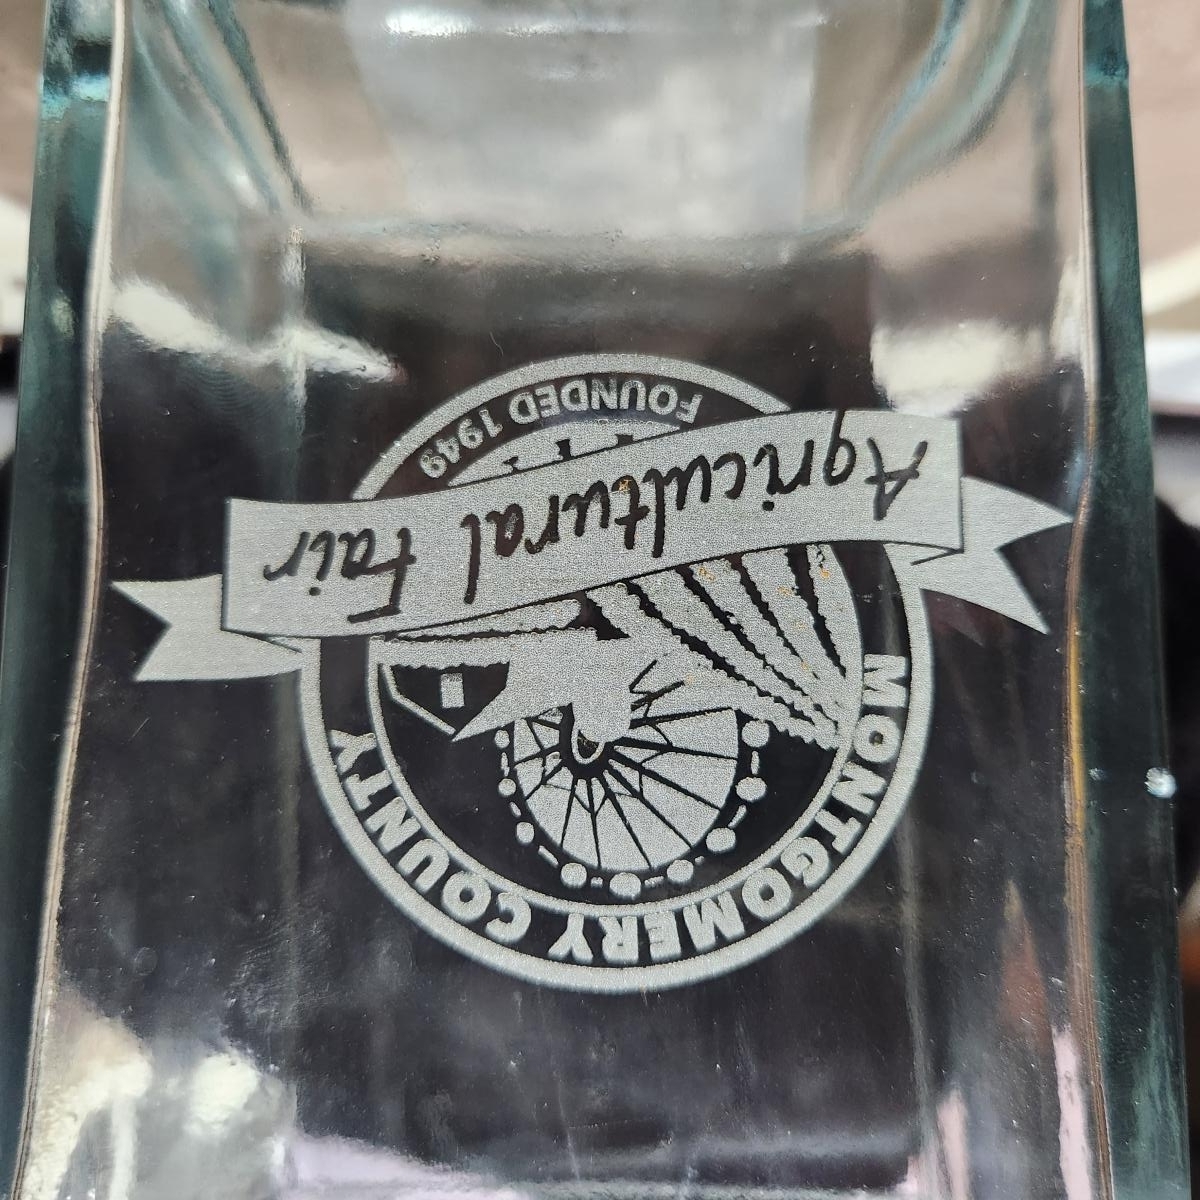 MONTGOMERY COUNTY
Agricultural Fair
FOUNDED 1949